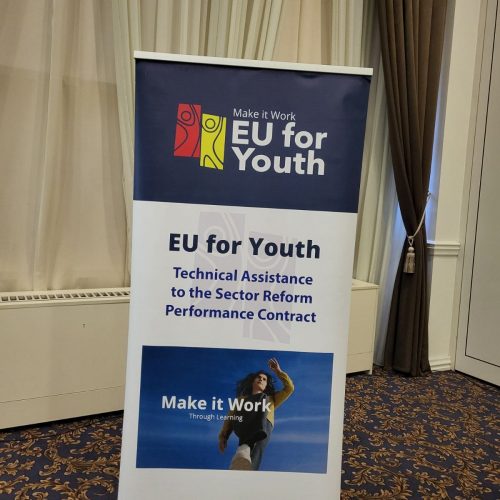 Make it Work
EU for
Youth
EU for Youth
Technical Assistance
to the Sector Reform
Performance Contract
Make it Work
Through Learning